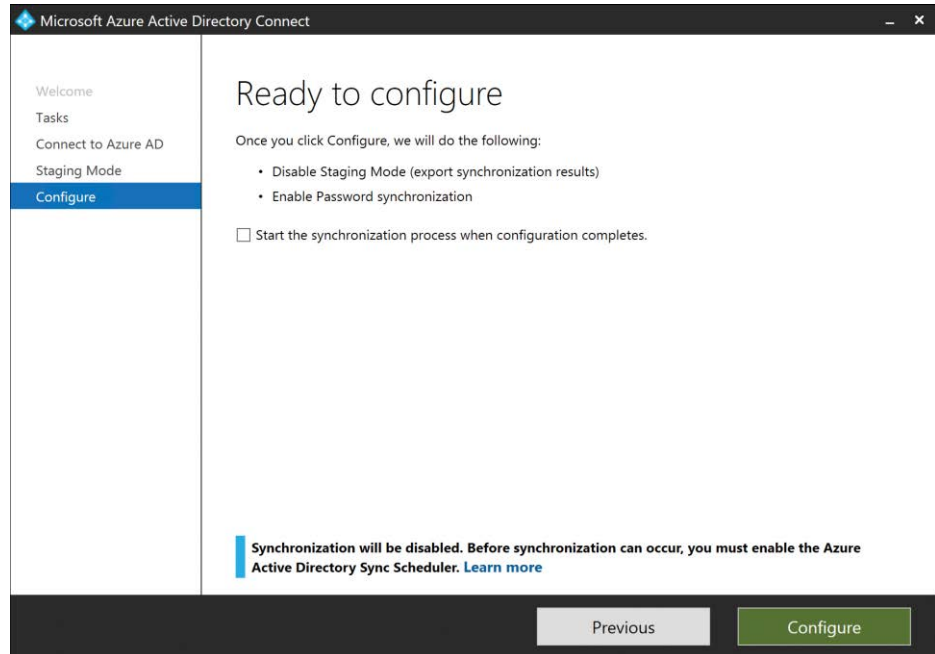 Microsoft Azure Active Directory Connect
Welcome
Tasks
Connect to Azure AD
Staging Mode
Configure
Ready to configure
Once you click Configure, we will do the following:
• Disable Staging Mode (export synchronization results)
• Enable Password synchronization
Start the synchronization process when configuration completes.
Synchronization will be disabled. Before synchronization can occur, you must enable the Azure
Active Directory Sync Scheduler. Learn more
Previous
Configure